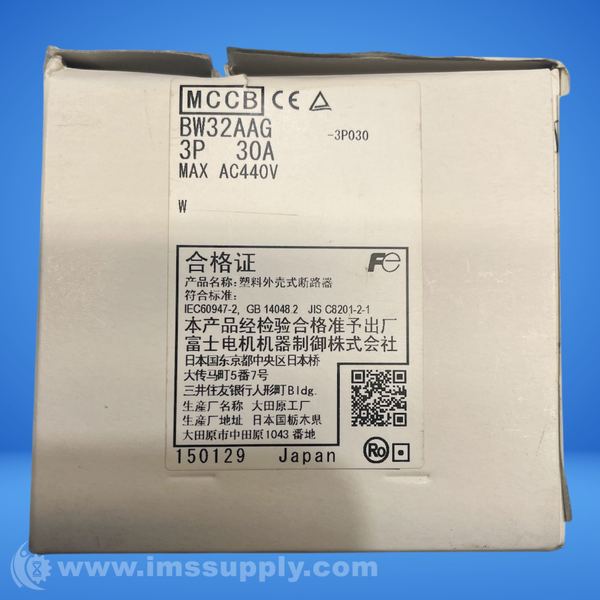 MCCB CE
BW32AAG -3P030
3P 30A
MAX AC440V
W
合格证 Fe
产品名称: 塑料外壳式断路器
符合标准:
IEC60947-2, GB 14048.2 JIS C8201-2-1
本产品经检验合格准予出厂
富士电机机器制御株式会社
日本国东京都中央区日本桥
大传马町5番7号
三井住友银行人形町Bldg.
生产厂名称 大田原工厂
生产厂地址 日本国栃木県
大田原市中田原1043番地
Ro
150129 Japan
www.imssupply.com